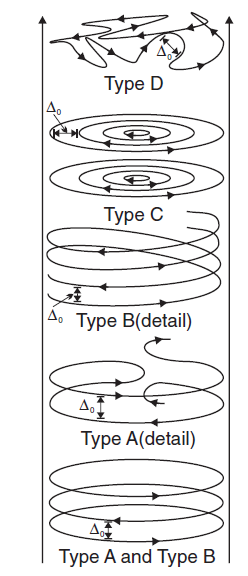 Δ₀
Type D
Δ₀
Type C
Δ₀
Type B(detail)
Δ₀
Type A(detail)
Δ₀
Type A and Type B